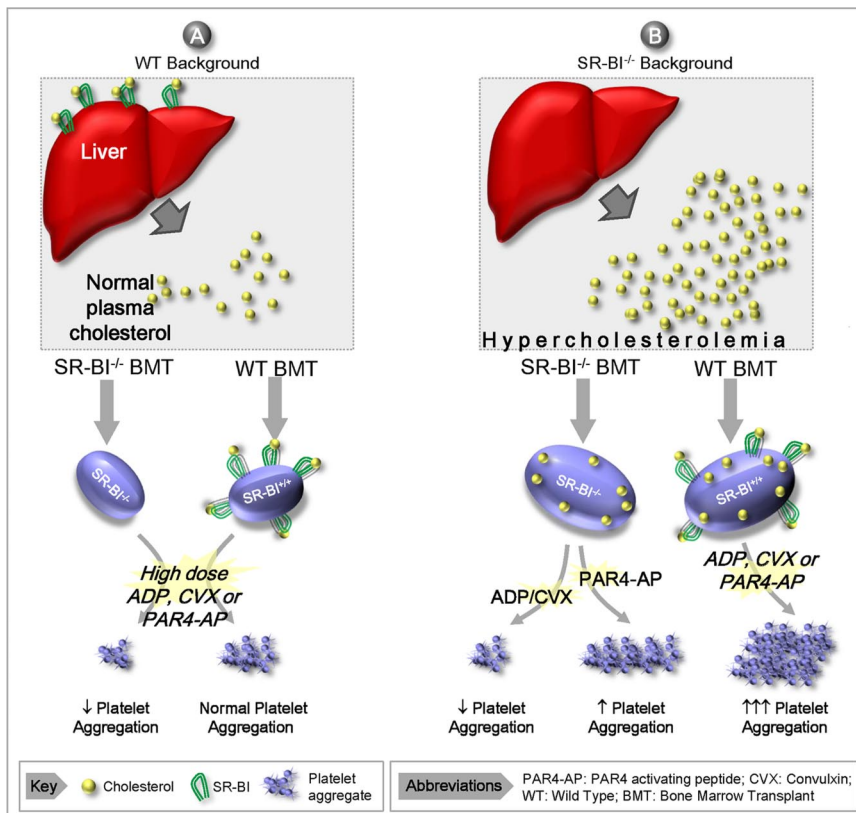 A
WT Background
Liver
Normal
plasma
cholesterol
SR-BI⁻/⁻ BMT
WT BMT
SR-BI⁻/⁻
SR-BI⁺/⁺
High dose
ADP, CVX or
PAR4-AP
↓ Platelet
Aggregation
Normal Platelet
Aggregation
B
SR-BI⁻/⁻ Background
Hypercholesterolemia
SR-BI⁻/⁻ BMT
WT BMT
SR-BI⁻/⁻
SR-BI⁺/⁺
ADP/CVX
PAR4-AP
ADP, CVX or
PAR4-AP
↓ Platelet
Aggregation
↑ Platelet
Aggregation
↑↑↑ Platelet
Aggregation
Key
Cholesterol
SR-BI
Platelet
aggregate
Abbreviations
PAR4-AP: PAR4 activating peptide; CVX: Convulxin;
WT: Wild Type; BMT: Bone Marrow Transplant